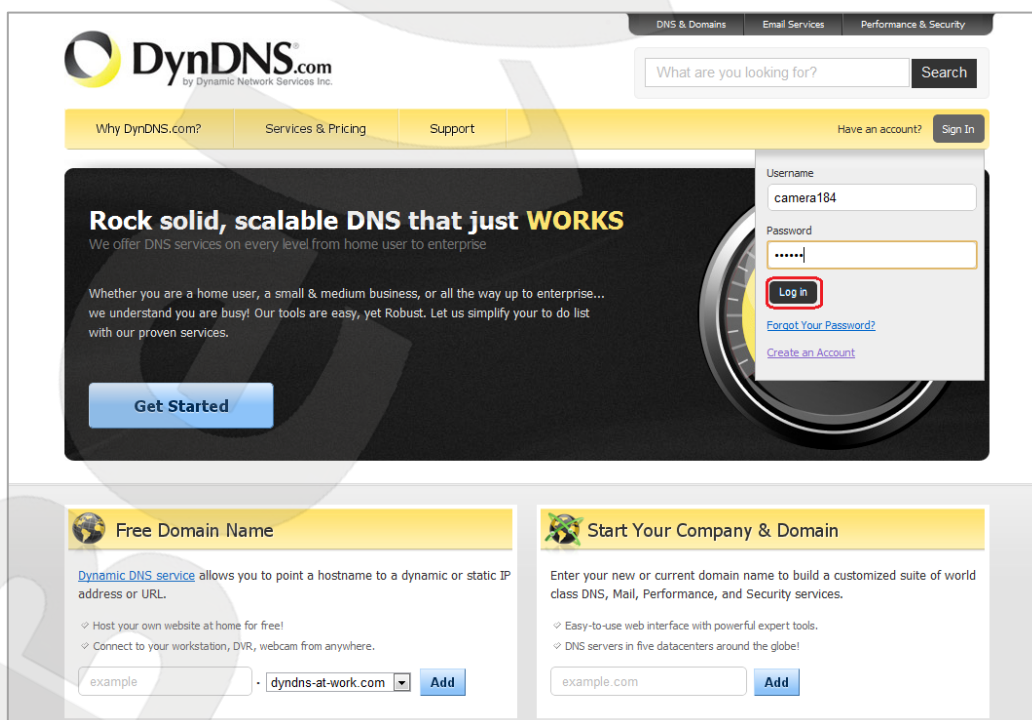 DNS & Domains Email Services Performance & Security
DynDNS.com
by Dynamic Network Services Inc.
What are you looking for? Search
Why DynDNS.com? Services & Pricing Support Have an account? Sign In
Username
camera184
Password
••••••
Log in
Forgot Your Password?
Create an Account
Rock solid, scalable DNS that just WORKS
We offer DNS services on every level from home user to enterprise
Whether you are a home user, a small & medium business, or all the way up to enterprise...
we understand you are busy! Our tools are easy, yet Robust. Let us simplify your to do list
with our proven services.
Get Started
Free Domain Name
Dynamic DNS service allows you to point a hostname to a dynamic or static IP
address or URL.
Host your own website at home for free!
Connect to your workstation, DVR, webcam from anywhere.
example . dyndns-at-work.com Add
Start Your Company & Domain
Enter your new or current domain name to build a customized suite of world
class DNS, Mail, Performance, and Security services.
Easy-to-use web interface with powerful expert tools.
DNS servers in five datacenters around the globe!
example.com Add